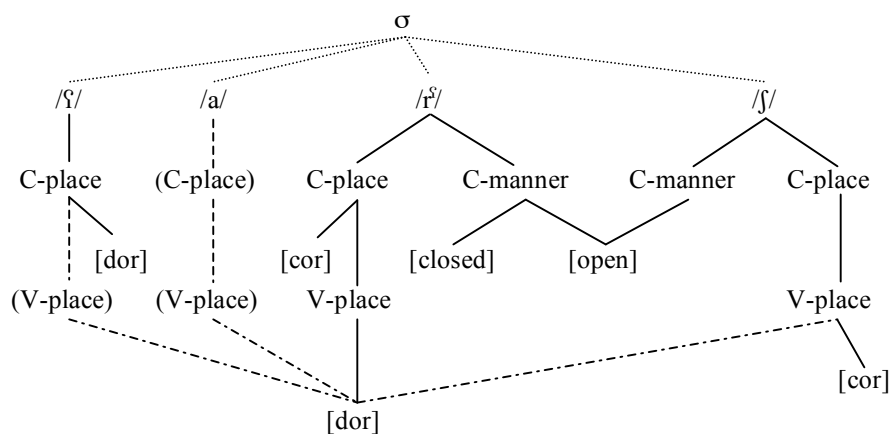 σ
/ʕ/ /a/ /rˤ/ /ʃ/
C-place (C-place) C-place C-manner C-manner C-place
[dor] [cor] [closed] [open]
(V-place) (V-place) V-place V-place
[cor]
[dor]